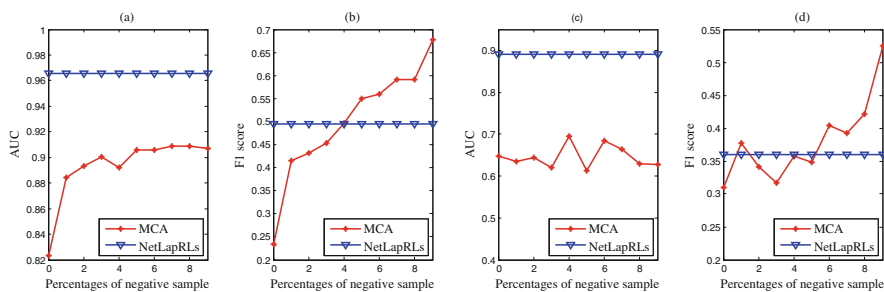 (a)
1
0.98
0.96
0.94
0.92
0.9
0.88
0.86
0.84
0.82
0 2 4 6 8
AUC
Percentages of negative sample
MCA
NetLapRLs
(b)
0.7
0.65
0.6
0.55
0.5
0.45
0.4
0.35
0.3
0.25
0.2
0 2 4 6 8
F1 score
Percentages of negative sample
MCA
NetLapRLs
(c)
0.9
0.8
0.7
0.6
0.5
0.4
0 2 4 6 8
AUC
Percentages of negative sample
MCA
NetLapRLs
(d)
0.55
0.5
0.45
0.4
0.35
0.3
0.25
0.2
0 2 4 6 8
F1 score
Percentages of negative sample
MCA
NetLapRLs